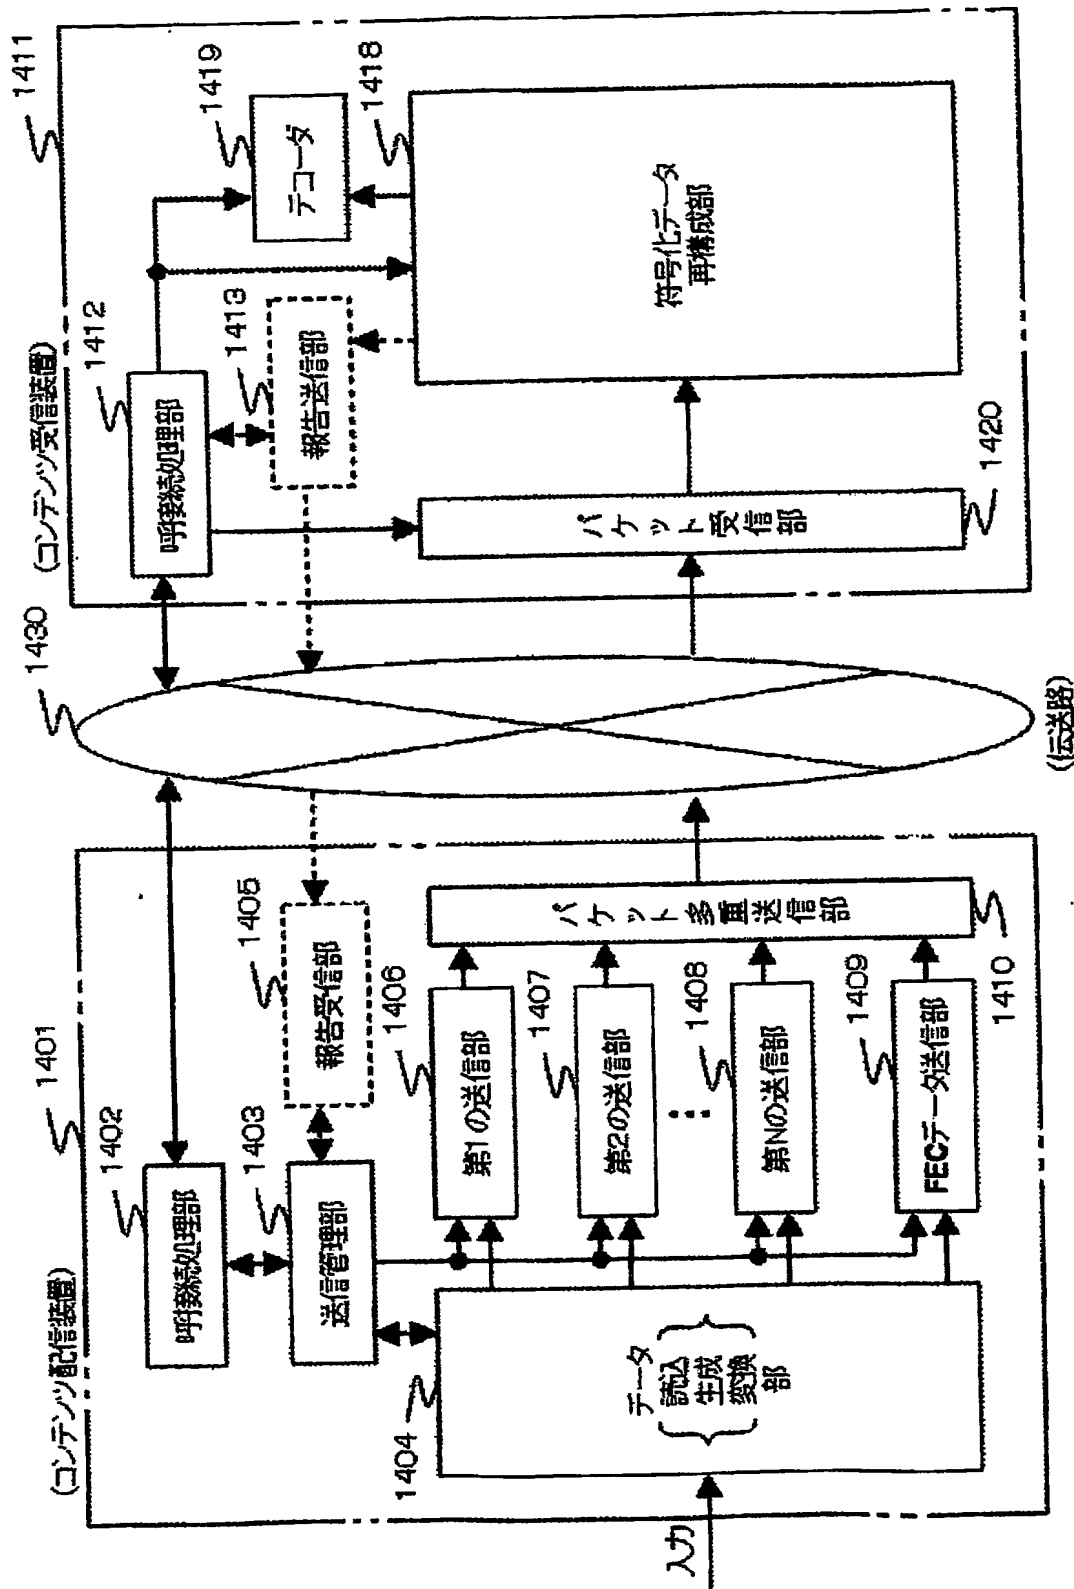 (コンテンツ配信装置)
1401
呼接続処理部
1402
送信管理部
1403
報告受信部
1405
入力
データ
読込
生成
変換
部
1404
第1の送信部
1406
第2の送信部
1407
第Nの送信部
1408
FECデータ送信部
1409
パケット多重送信部
1410
1430
(伝送路)
(コンテンツ受信装置)
1411
呼接続処理部
1412
報告送信部
1413
デコーダ
1419
パケット受信部
1420
符号化データ
再構成部
1418